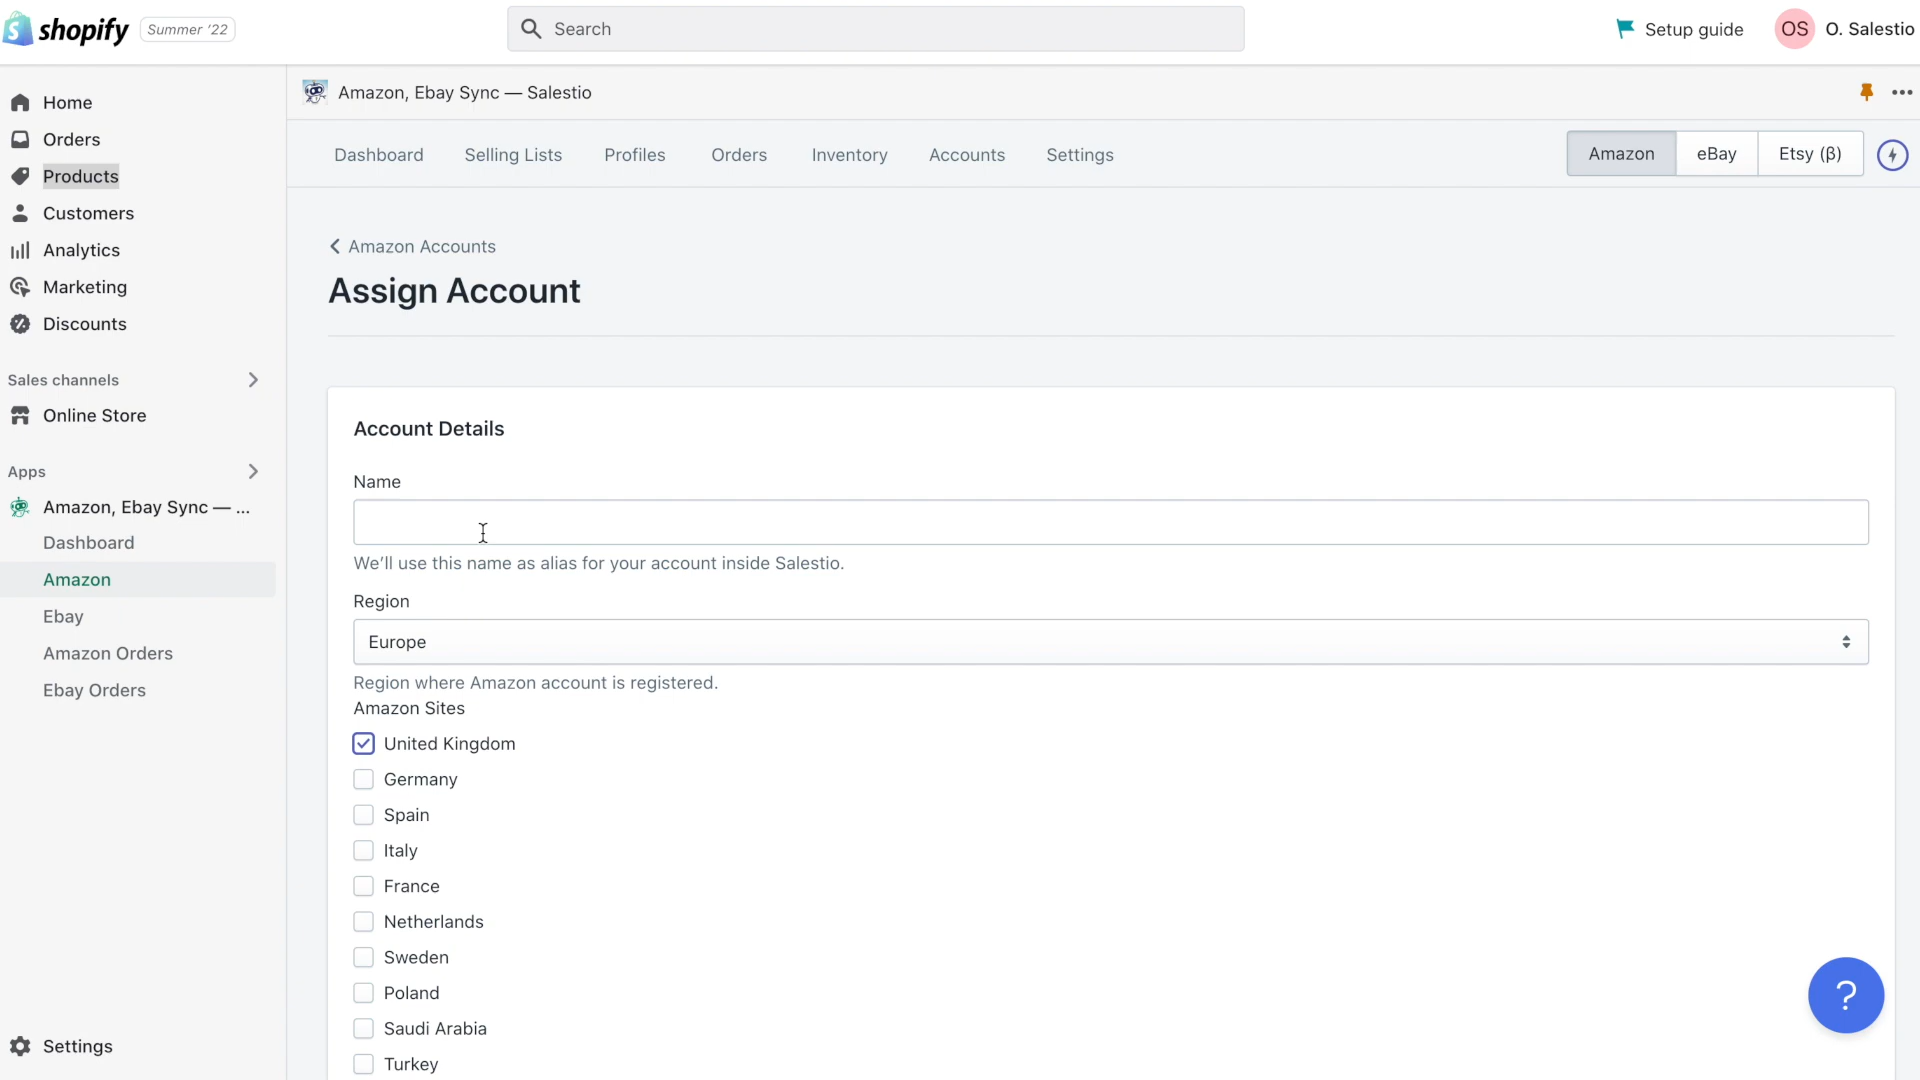 shopify Summer '22
Search
Setup guide
OS O. Salestio
Home
Orders
Products
Customers
Analytics
Marketing
Discounts
Sales channels
Online Store
Apps
Amazon, Ebay Sync — ...
Dashboard
Amazon
Ebay
Amazon Orders
Ebay Orders
Settings
Amazon, Ebay Sync — Salestio
Dashboard Selling Lists Profiles Orders Inventory Accounts Settings
Amazon eBay Etsy (β)
Amazon Accounts
Assign Account
Account Details
Name
We'll use this name as alias for your account inside Salestio.
Region
Europe
Region where Amazon account is registered.
Amazon Sites
United Kingdom
Germany
Spain
Italy
France
Netherlands
Sweden
Poland
Saudi Arabia
Turkey
?